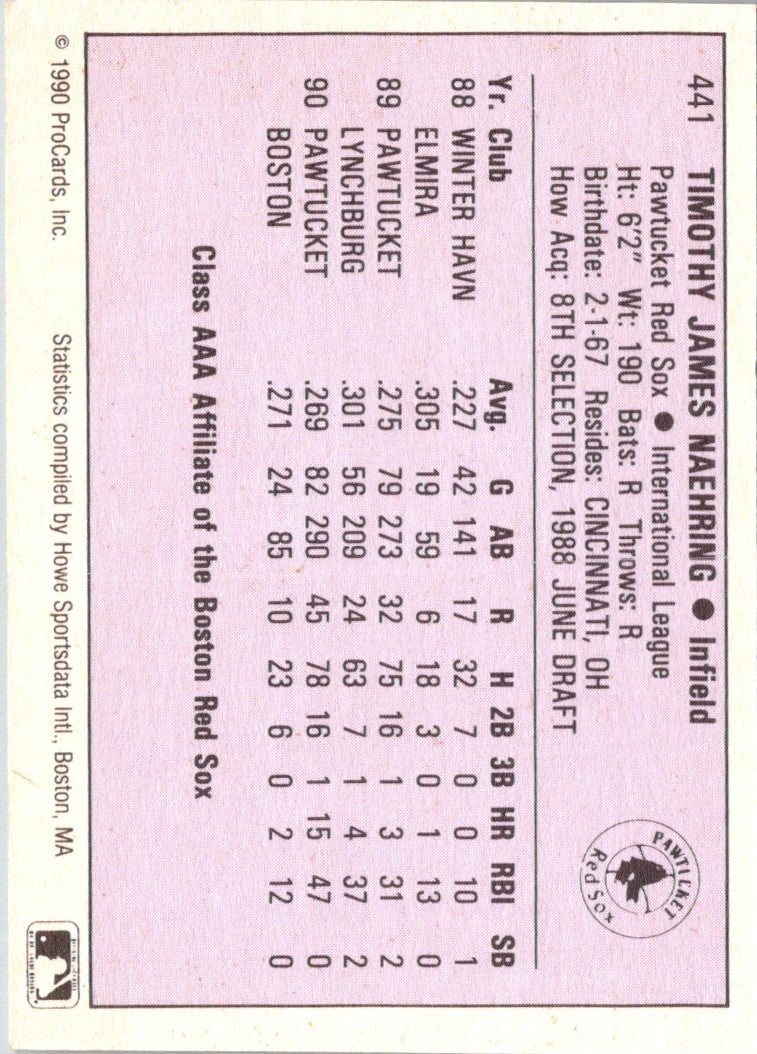 441 TIMOTHY JAMES NAEHRING ● Infield
Pawtucket Red Sox ● International League
Ht: 6'2" Wt: 190 Bats: R Throws: R
Birthdate: 2-1-67 Resides: CINCINNATI, OH
How Acq: 8TH SELECTION, 1988 JUNE DRAFT
PAWTUCKET
Red Sox
Yr. Club Avg. G AB R H 2B 3B HR RBI SB
88 WINTER HAVN .227 42 141 17 32 7 0 0 10 1
ELMIRA .305 19 59 6 18 3 0 1 13 0
89 PAWTUCKET .275 79 273 32 75 16 1 3 31 2
LYNCHBURG .301 56 209 24 63 7 1 4 37 2
90 PAWTUCKET .269 82 290 45 78 16 1 15 47 0
BOSTON .271 24 85 10 23 6 0 2 12 0
Class AAA Affiliate of the Boston Red Sox
© 1990 ProCards, Inc. Statistics compiled by Howe Sportsdata Intl., Boston, MA